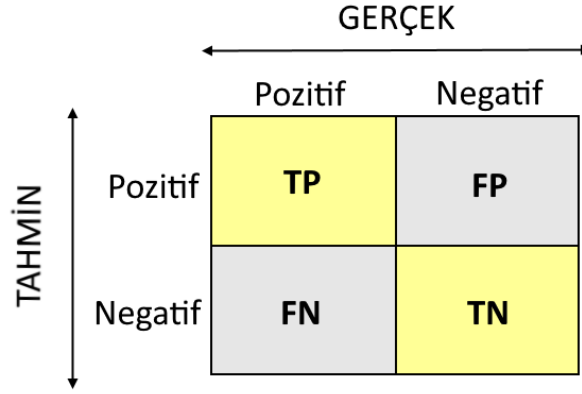 GERÇEK
Pozitif Negatif
TAHMİN
Pozitif TP FP
Negatif FN TN